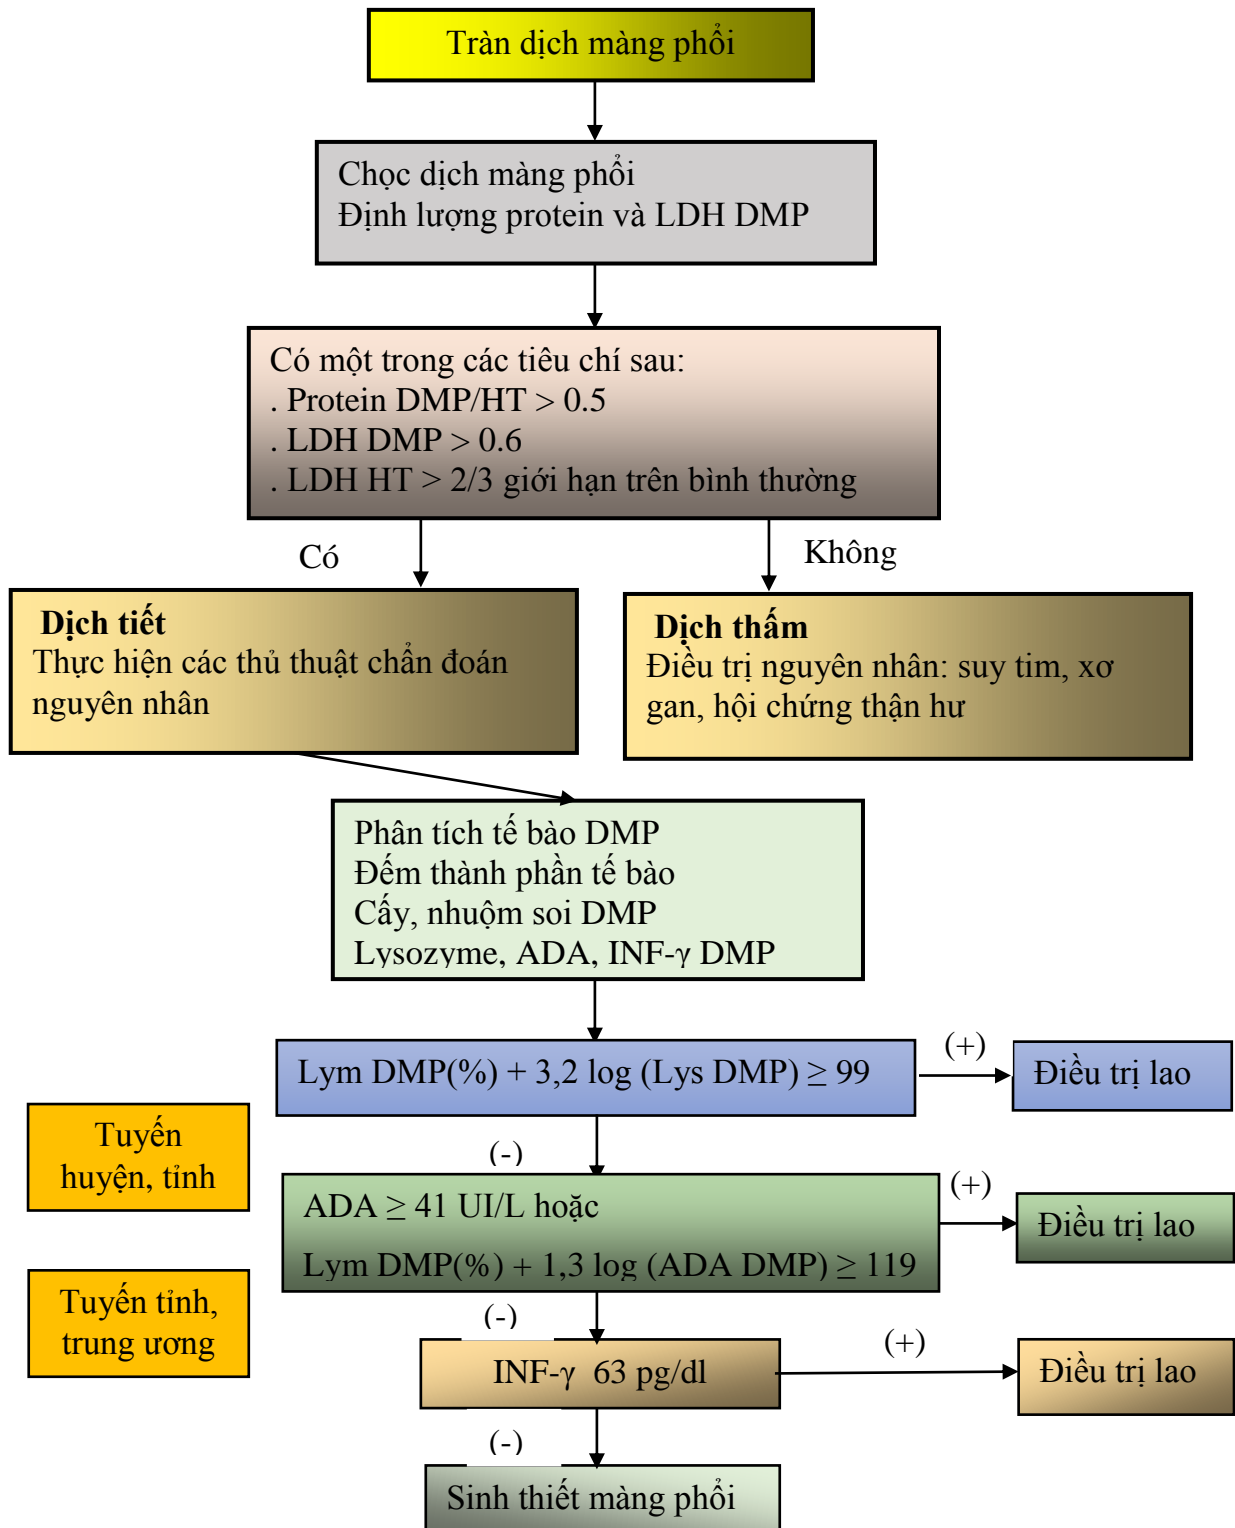 Tràn dịch màng phổi
Chọc dịch màng phổi
Định lượng protein và LDH DMP
Có một trong các tiêu chí sau:
. Protein DMP/HT > 0.5
. LDH DMP > 0.6
. LDH HT > 2/3 giới hạn trên bình thường
Có
Không
Dịch tiết
Thực hiện các thủ thuật chẩn đoán
nguyên nhân
Dịch thấm
Điều trị nguyên nhân: suy tim, xơ
gan, hội chứng thận hư
Phân tích tế bào DMP
Đếm thành phần tế bào
Cấy, nhuộm soi DMP
Lysozyme, ADA, INF-γ DMP
Lym DMP(%) + 3,2 log (Lys DMP) ≥ 99
(+)
Điều trị lao
Tuyến
huyện, tỉnh
(-)
ADA ≥ 41 UI/L hoặc
Lym DMP(%) + 1,3 log (ADA DMP) ≥ 119
(+)
Điều trị lao
Tuyến tỉnh,
trung ương
(-)
INF-γ 63 pg/dl
(+)
Điều trị lao
(-)
Sinh thiết màng phổi